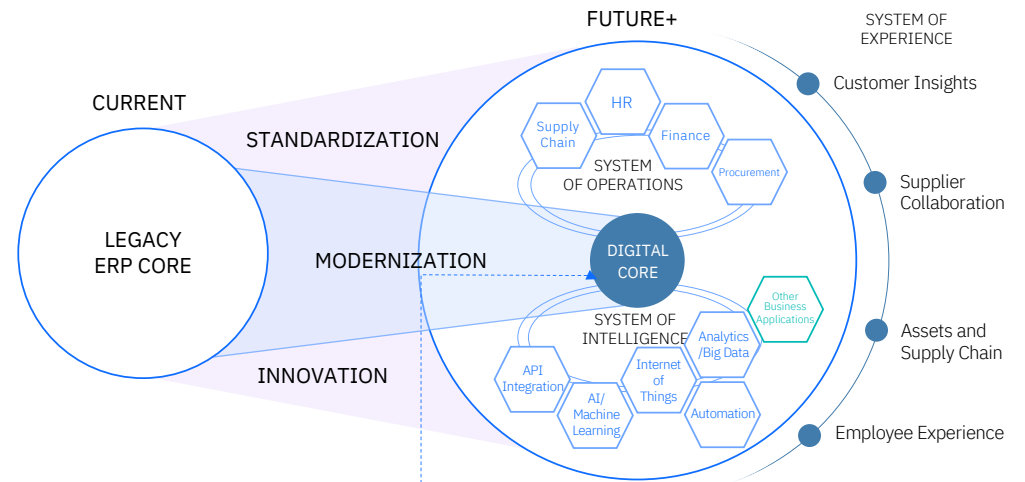 FUTURE+
SYSTEM OF
EXPERIENCE
CURRENT
STANDARDIZATION
MODERNIZATION
INNOVATION
LEGACY
ERP CORE
HR
Supply
Chain
Finance
Procurement
SYSTEM
OF OPERATIONS
DIGITAL
CORE
SYSTEM OF
INTELLIGENCE
Other
Business
Applications
Analytics
/Big Data
API
Integration
Internet
of
Things
AI/
Machine
Learning
Automation
Customer Insights
Supplier
Collaboration
Assets and
Supply Chain
Employee Experience